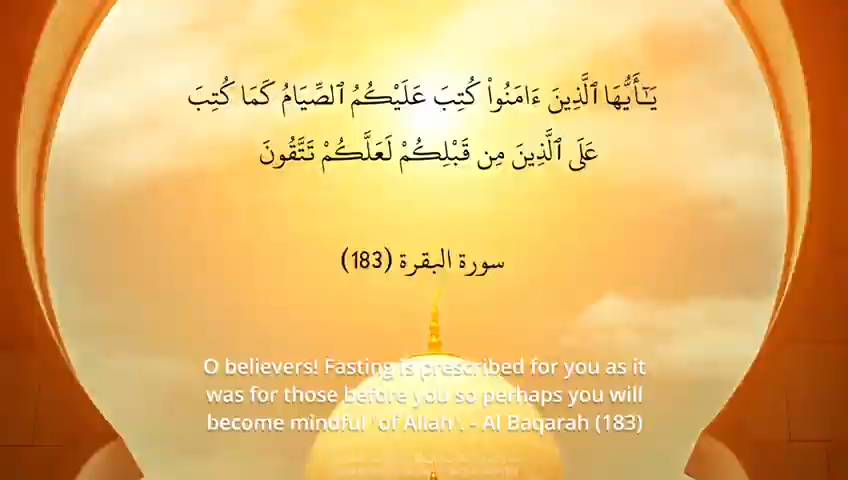 يَـٰٓأَيُّهَا ٱلَّذِينَ ءَامَنُوا۟ كُتِبَ عَلَيْكُمُ ٱلصِّيَامُ كَمَا كُتِبَ
عَلَى ٱلَّذِينَ مِن قَبْلِكُمْ لَعَلَّكُمْ تَتَّقُونَ
سورة البقرة (183)
O believers! Fasting is prescribed for you as it
was for those before you so perhaps you will
become mindful ˹of Allah˺. - Al Baqarah (183)